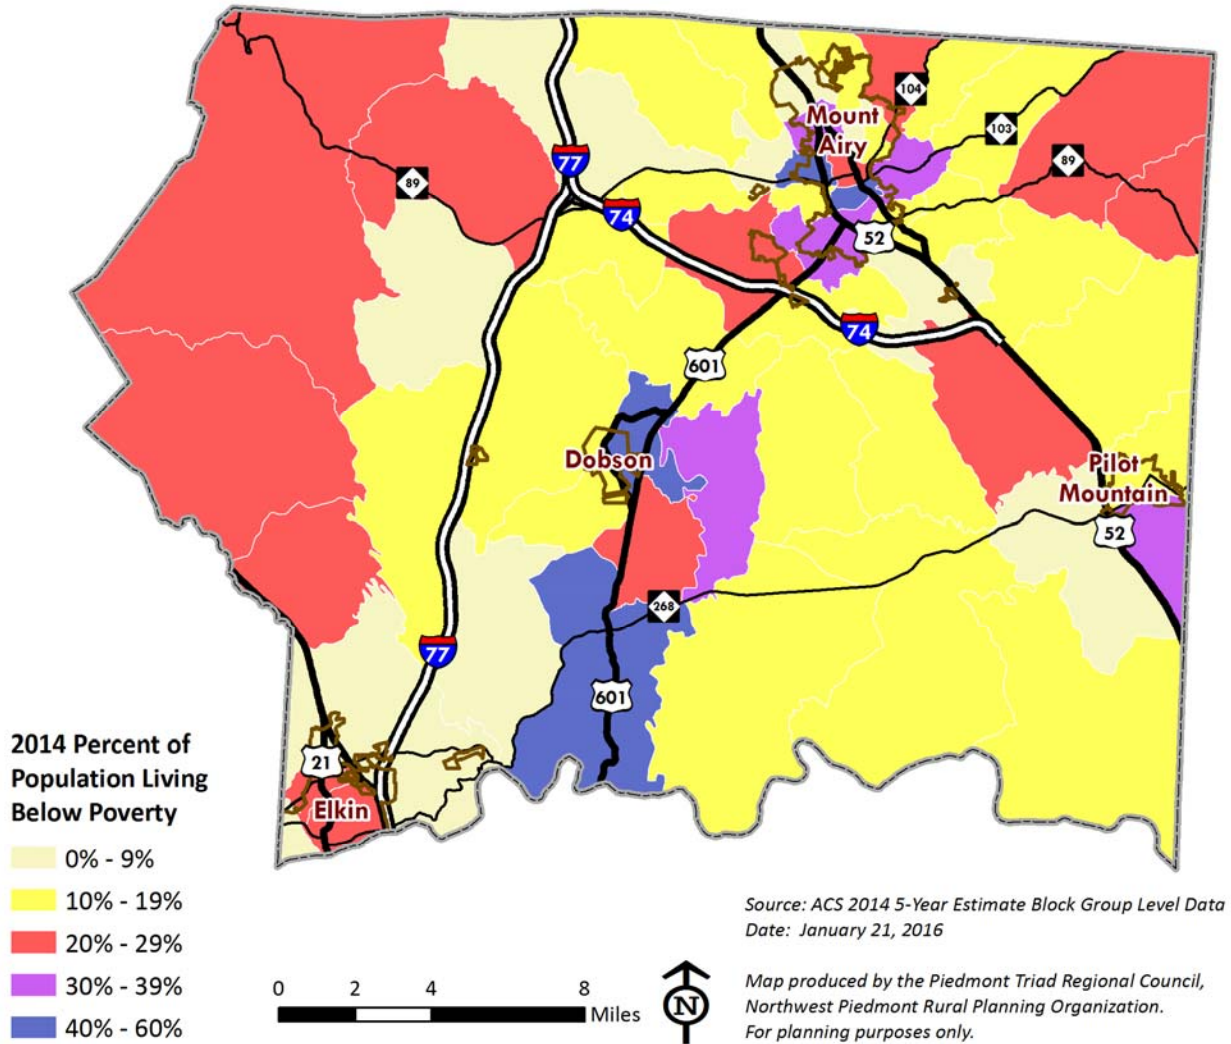 104
Mount
Airy
103
77
89
89
74
52
74
601
Dobson
Pilot
Mountain
52
268
77
601
21
Elkin
2014 Percent of
Population Living
Below Poverty
0% - 9%
10% - 19%
20% - 29%
30% - 39%
40% - 60%
0 2 4 8
Miles
N
Source: ACS 2014 5-Year Estimate Block Group Level Data
Date: January 21, 2016
Map produced by the Piedmont Triad Regional Council,
Northwest Piedmont Rural Planning Organization.
For planning purposes only.